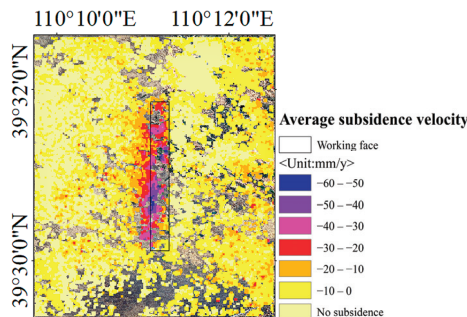 110°10'0"E
110°12'0"E
39°32'0"N
39°30'0"N
Average subsidence velocity
Working face
<Unit:mm/y>
−60 – −50
−50 – −40
−40 – −30
−30 – −20
−20 – −10
−10 – 0
No subsidence